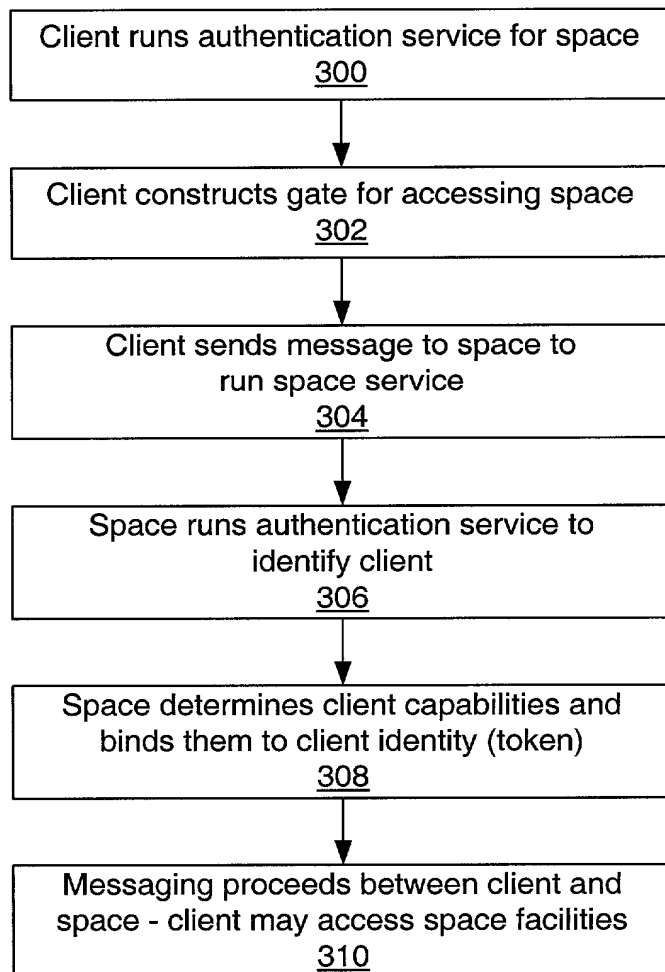 Client runs authentication service for space
300
Client constructs gate for accessing space
302
Client sends message to space to
run space service
304
Space runs authentication service to
identify client
306
Space determines client capabilities and
binds them to client identity (token)
308
Messaging proceeds between client and
space - client may access space facilities
310